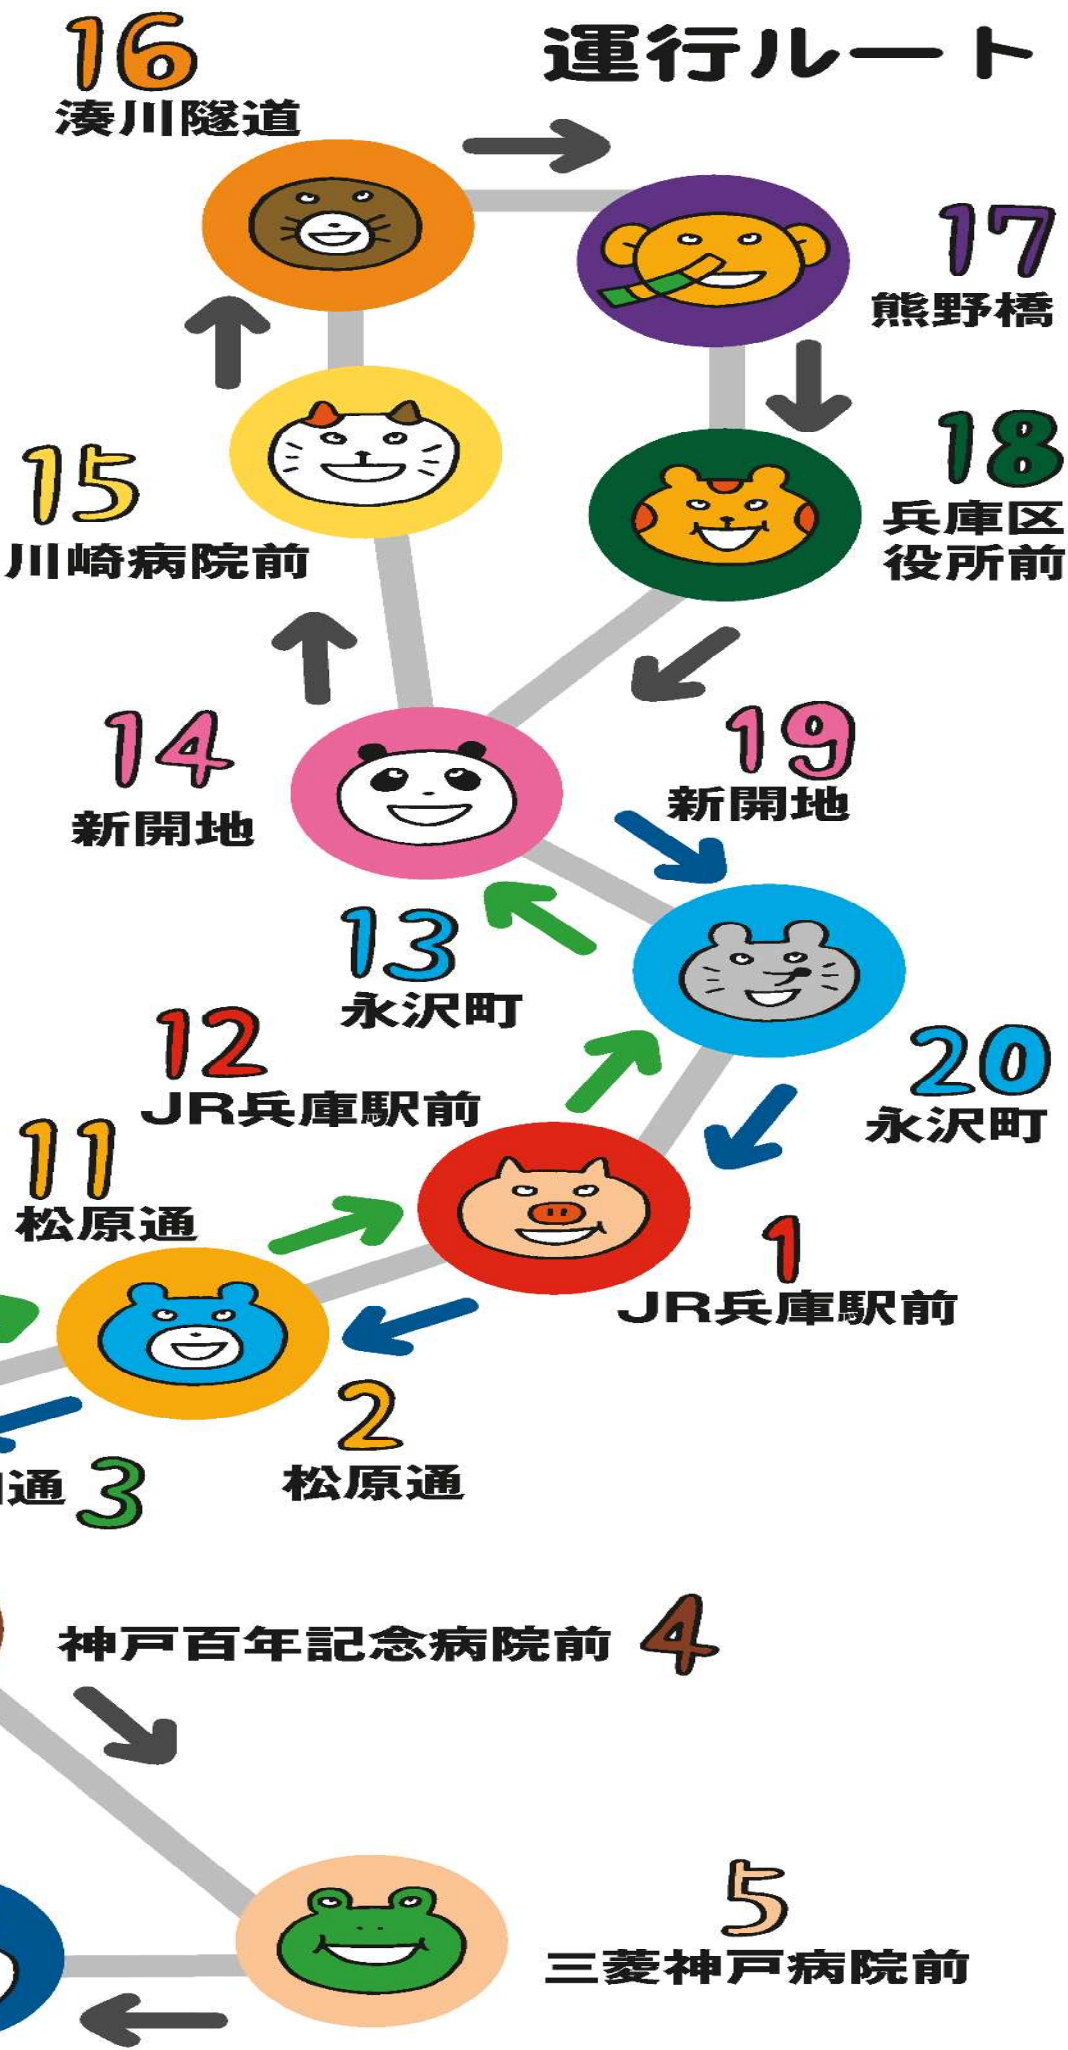 運行ルート
16
湊川隧道
17
熊野橋
18
兵庫区
役所前
15
川崎病院前
14
新開地
19
新開地
13
永沢町
20
永沢町
12
JR兵庫駅前
11
松原通
1
JR兵庫駅前
2
松原通
通 3
神戸百年記念病院前 4
5
三菱神戸病院前